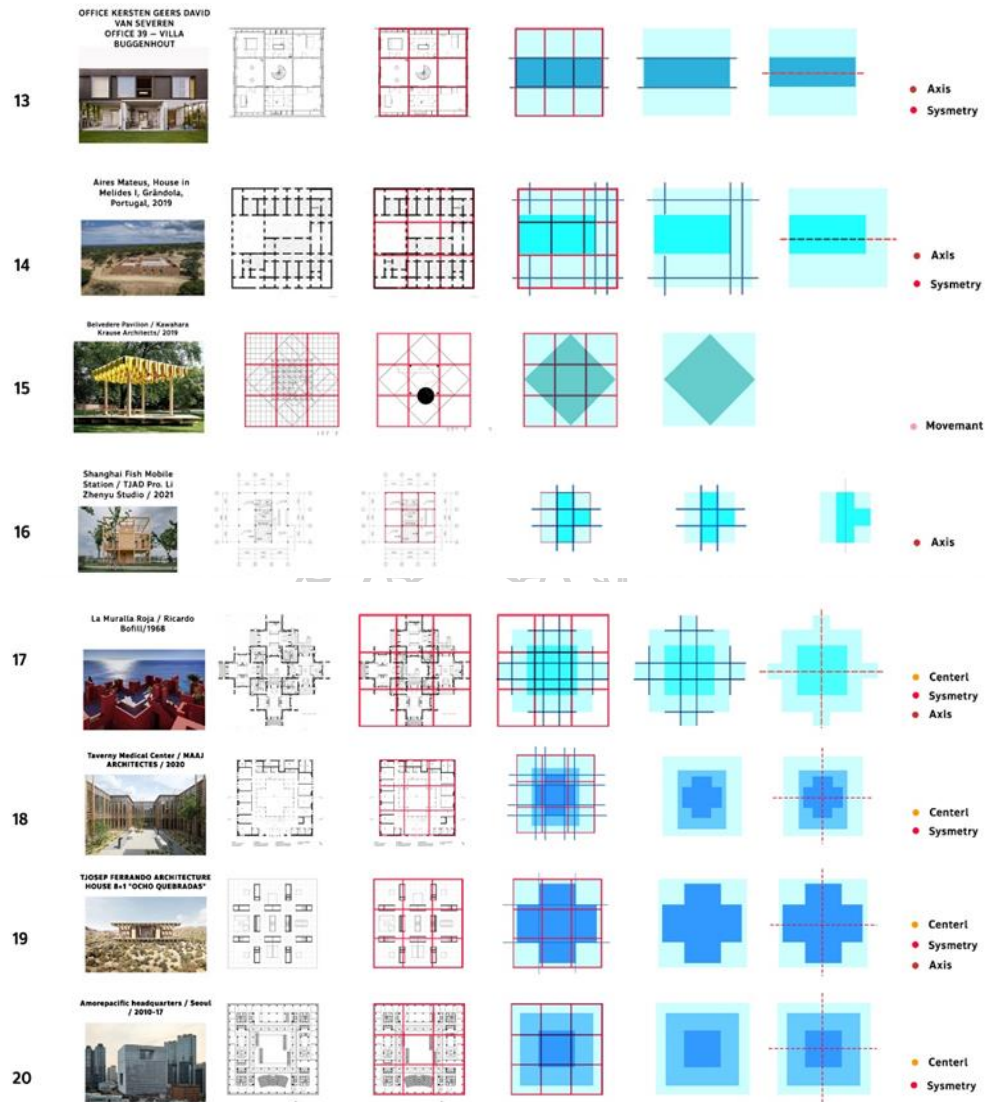 OFFICE KERSTEN GEERS DAVID
VAN SEVEREN
OFFICE 39 – VILLA
BUGGENHOUT
13
Axis
Sysmetry
Aires Mateus, House in
Melides I, Grândola,
Portugal, 2019
14
Axis
Sysmetry
Belvedere Pavilion / Kawahara
Krause Architects/ 2019
15
Movemant
Shanghai Fish Mobile
Station / TJAD Pro. Li
Zhenyu Studio / 2021
16
Axis
La Muralla Roja / Ricardo
Bofill/1968
17
Centerl
Sysmetry
Axis
Taverny Medical Center / MAAJ
ARCHITECTES / 2020
18
Centerl
Sysmetry
TJOSEP FERRANDO ARCHITECTURE
HOUSE 8+1 "OCHO QUEBRADAS"
19
Centerl
Sysmetry
Axis
Amorepacific headquarters / Seoul
/ 2010-17
20
Centerl
Sysmetry